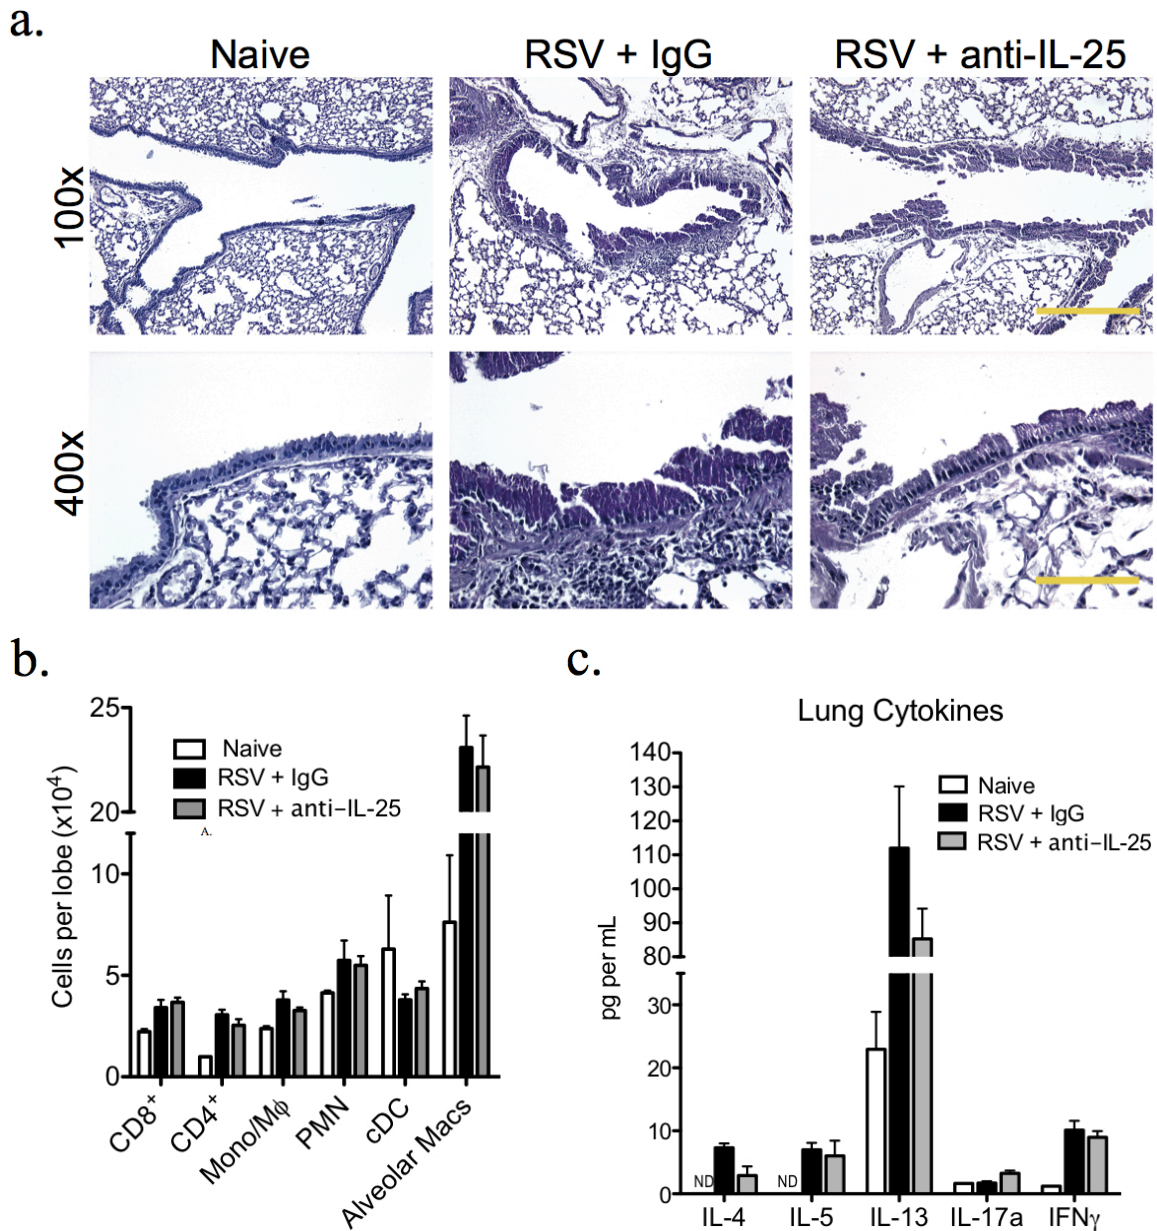 a.
Naive
RSV + IgG
RSV + anti-IL-25
100x
400x
b.
25
20
10
5
0
Cells per lobe (x10⁴)
Naive
RSV + IgG
RSV + anti-IL-25
A.
CD8⁺
CD4⁺
Mono/Mϕ
PMN
cDC
Alveolar Macs
c.
Lung Cytokines
140
130
120
110
100
90
80
30
20
10
0
pg per mL
Naive
RSV + IgG
RSV + anti-IL-25
ND
ND
IL-4
IL-5
IL-13
IL-17a
IFNγ